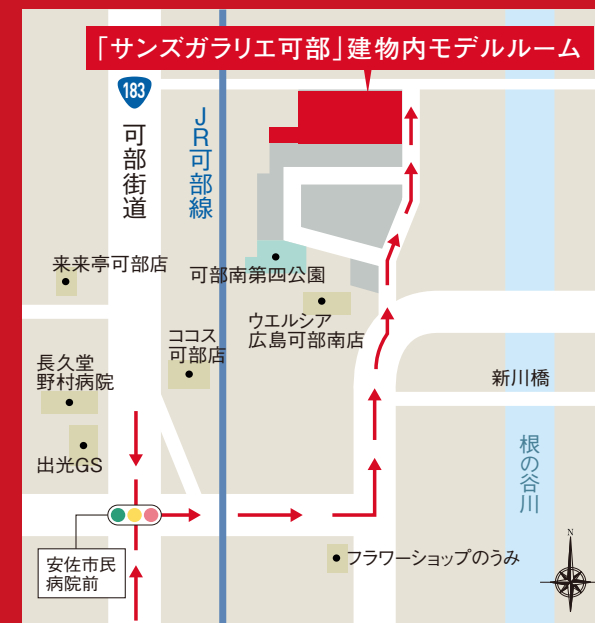 「サンズガラリエ可部」建物内モデルルーム
183
可部街道
JR可部線
来来亭可部店
可部南第四公園
ウエルシア
広島可部南店
ココス
可部店
長久堂
野村病院
新川橋
出光GS
根の谷川
安佐市民
病院前
フラワーショップのうみ
N